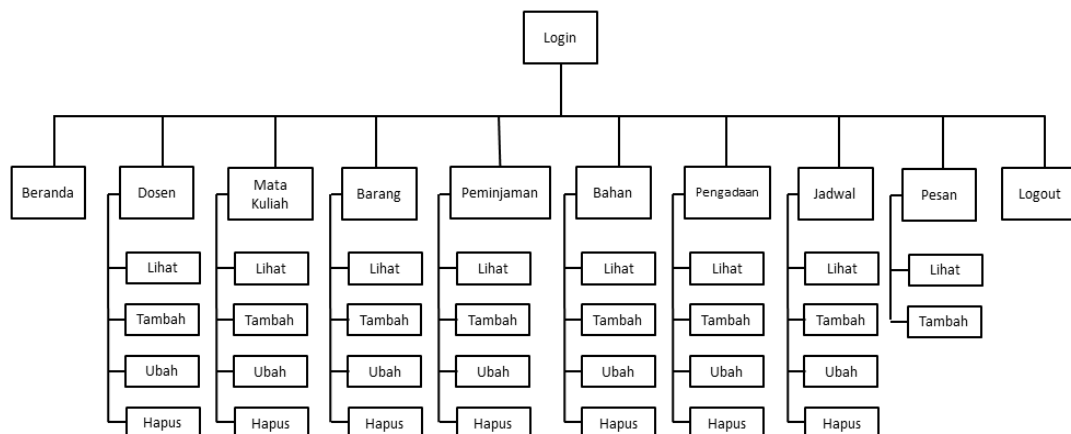 Login
Beranda
Dosen
Mata
Kuliah
Barang
Peminjaman
Bahan
Pengadaan
Jadwal
Pesan
Logout
Lihat
Lihat
Lihat
Lihat
Lihat
Lihat
Lihat
Lihat
Tambah
Tambah
Tambah
Tambah
Tambah
Tambah
Tambah
Tambah
Ubah
Ubah
Ubah
Ubah
Ubah
Ubah
Ubah
Hapus
Hapus
Hapus
Hapus
Hapus
Hapus
Hapus